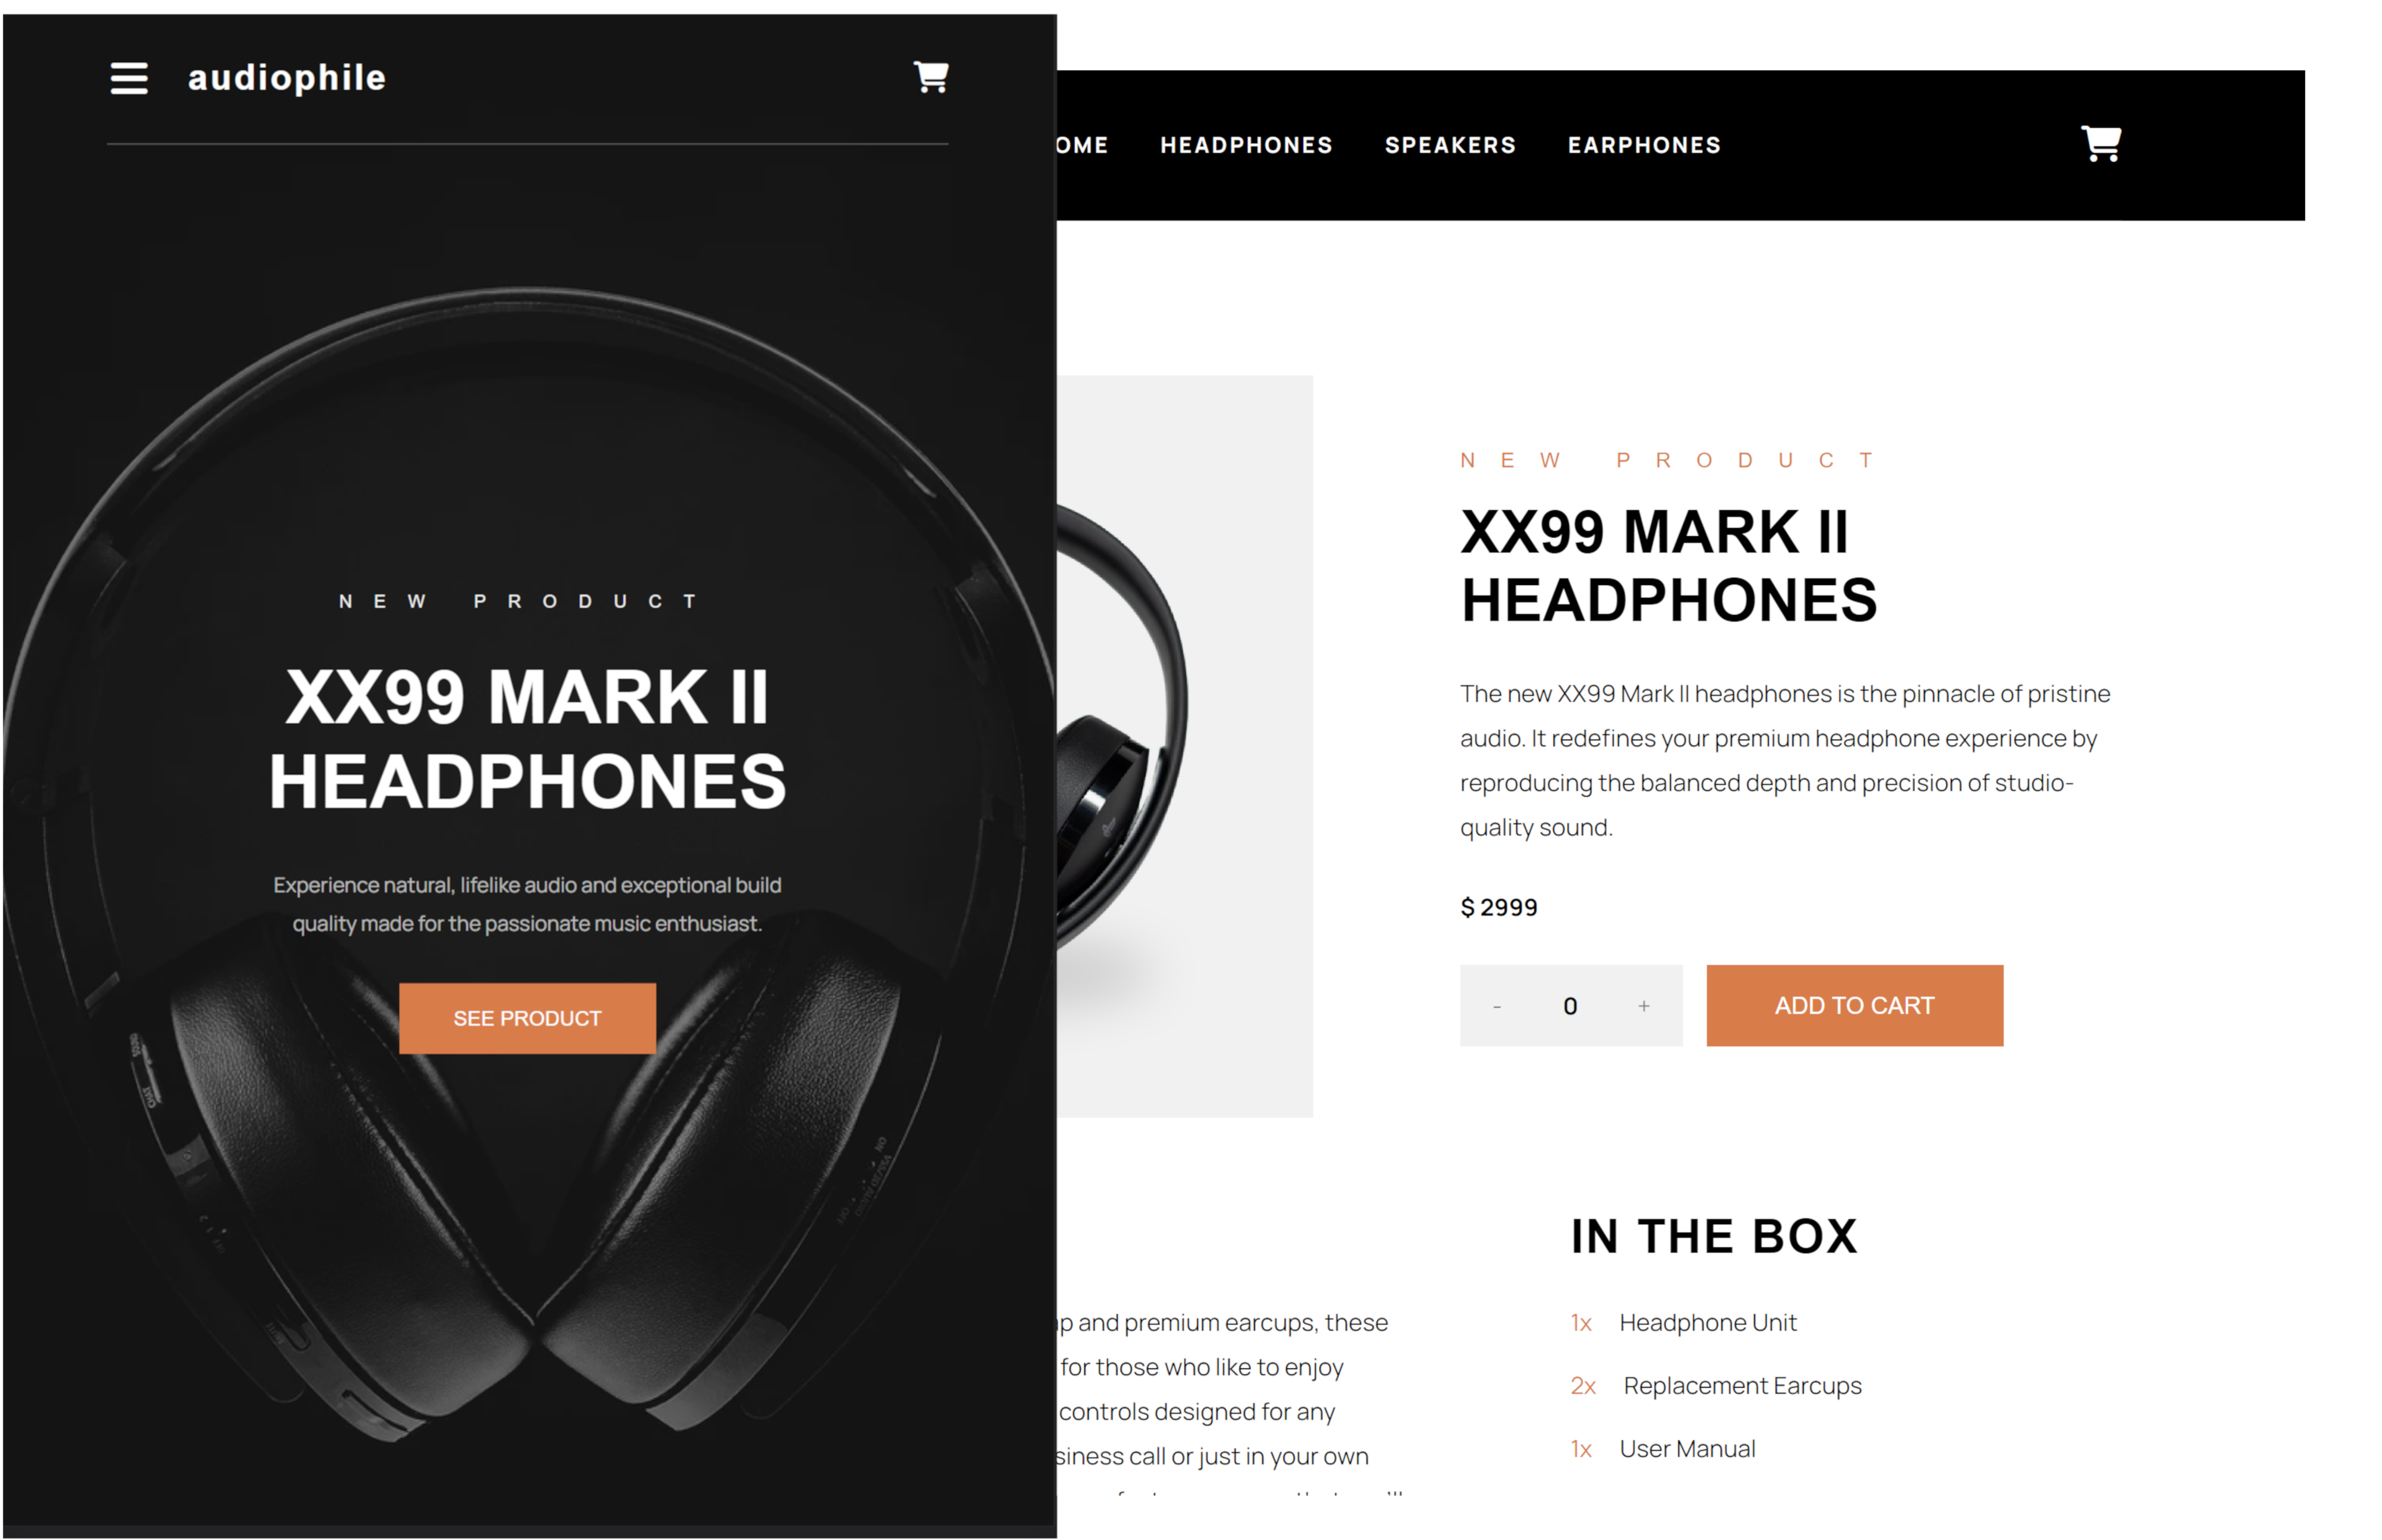 audiophile
NEW PRODUCT
XX99 MARK II
HEADPHONES
Experience natural, lifelike audio and exceptional build
quality made for the passionate music enthusiast.
SEE PRODUCT
OME HEADPHONES SPEAKERS EARPHONES
NEW PRODUCT
XX99 MARK II
HEADPHONES
The new XX99 Mark II headphones is the pinnacle of pristine
audio. It redefines your premium headphone experience by
reproducing the balanced depth and precision of studio-
quality sound.
$ 2999
- 0 +
ADD TO CART
p and premium earcups, these
for those who like to enjoy
controls designed for any
siness call or just in your own
IN THE BOX
1x Headphone Unit
2x Replacement Earcups
1x User Manual